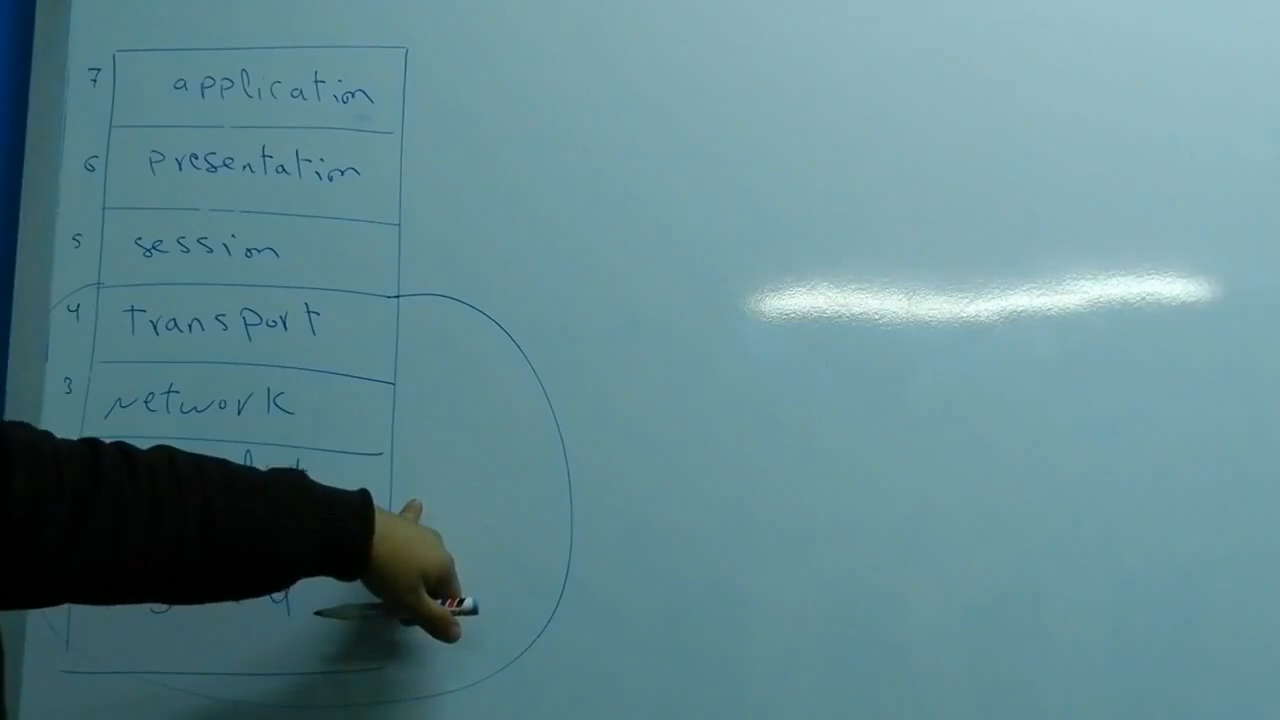 7 application
6 presentation
5 session
4 transport
3 network